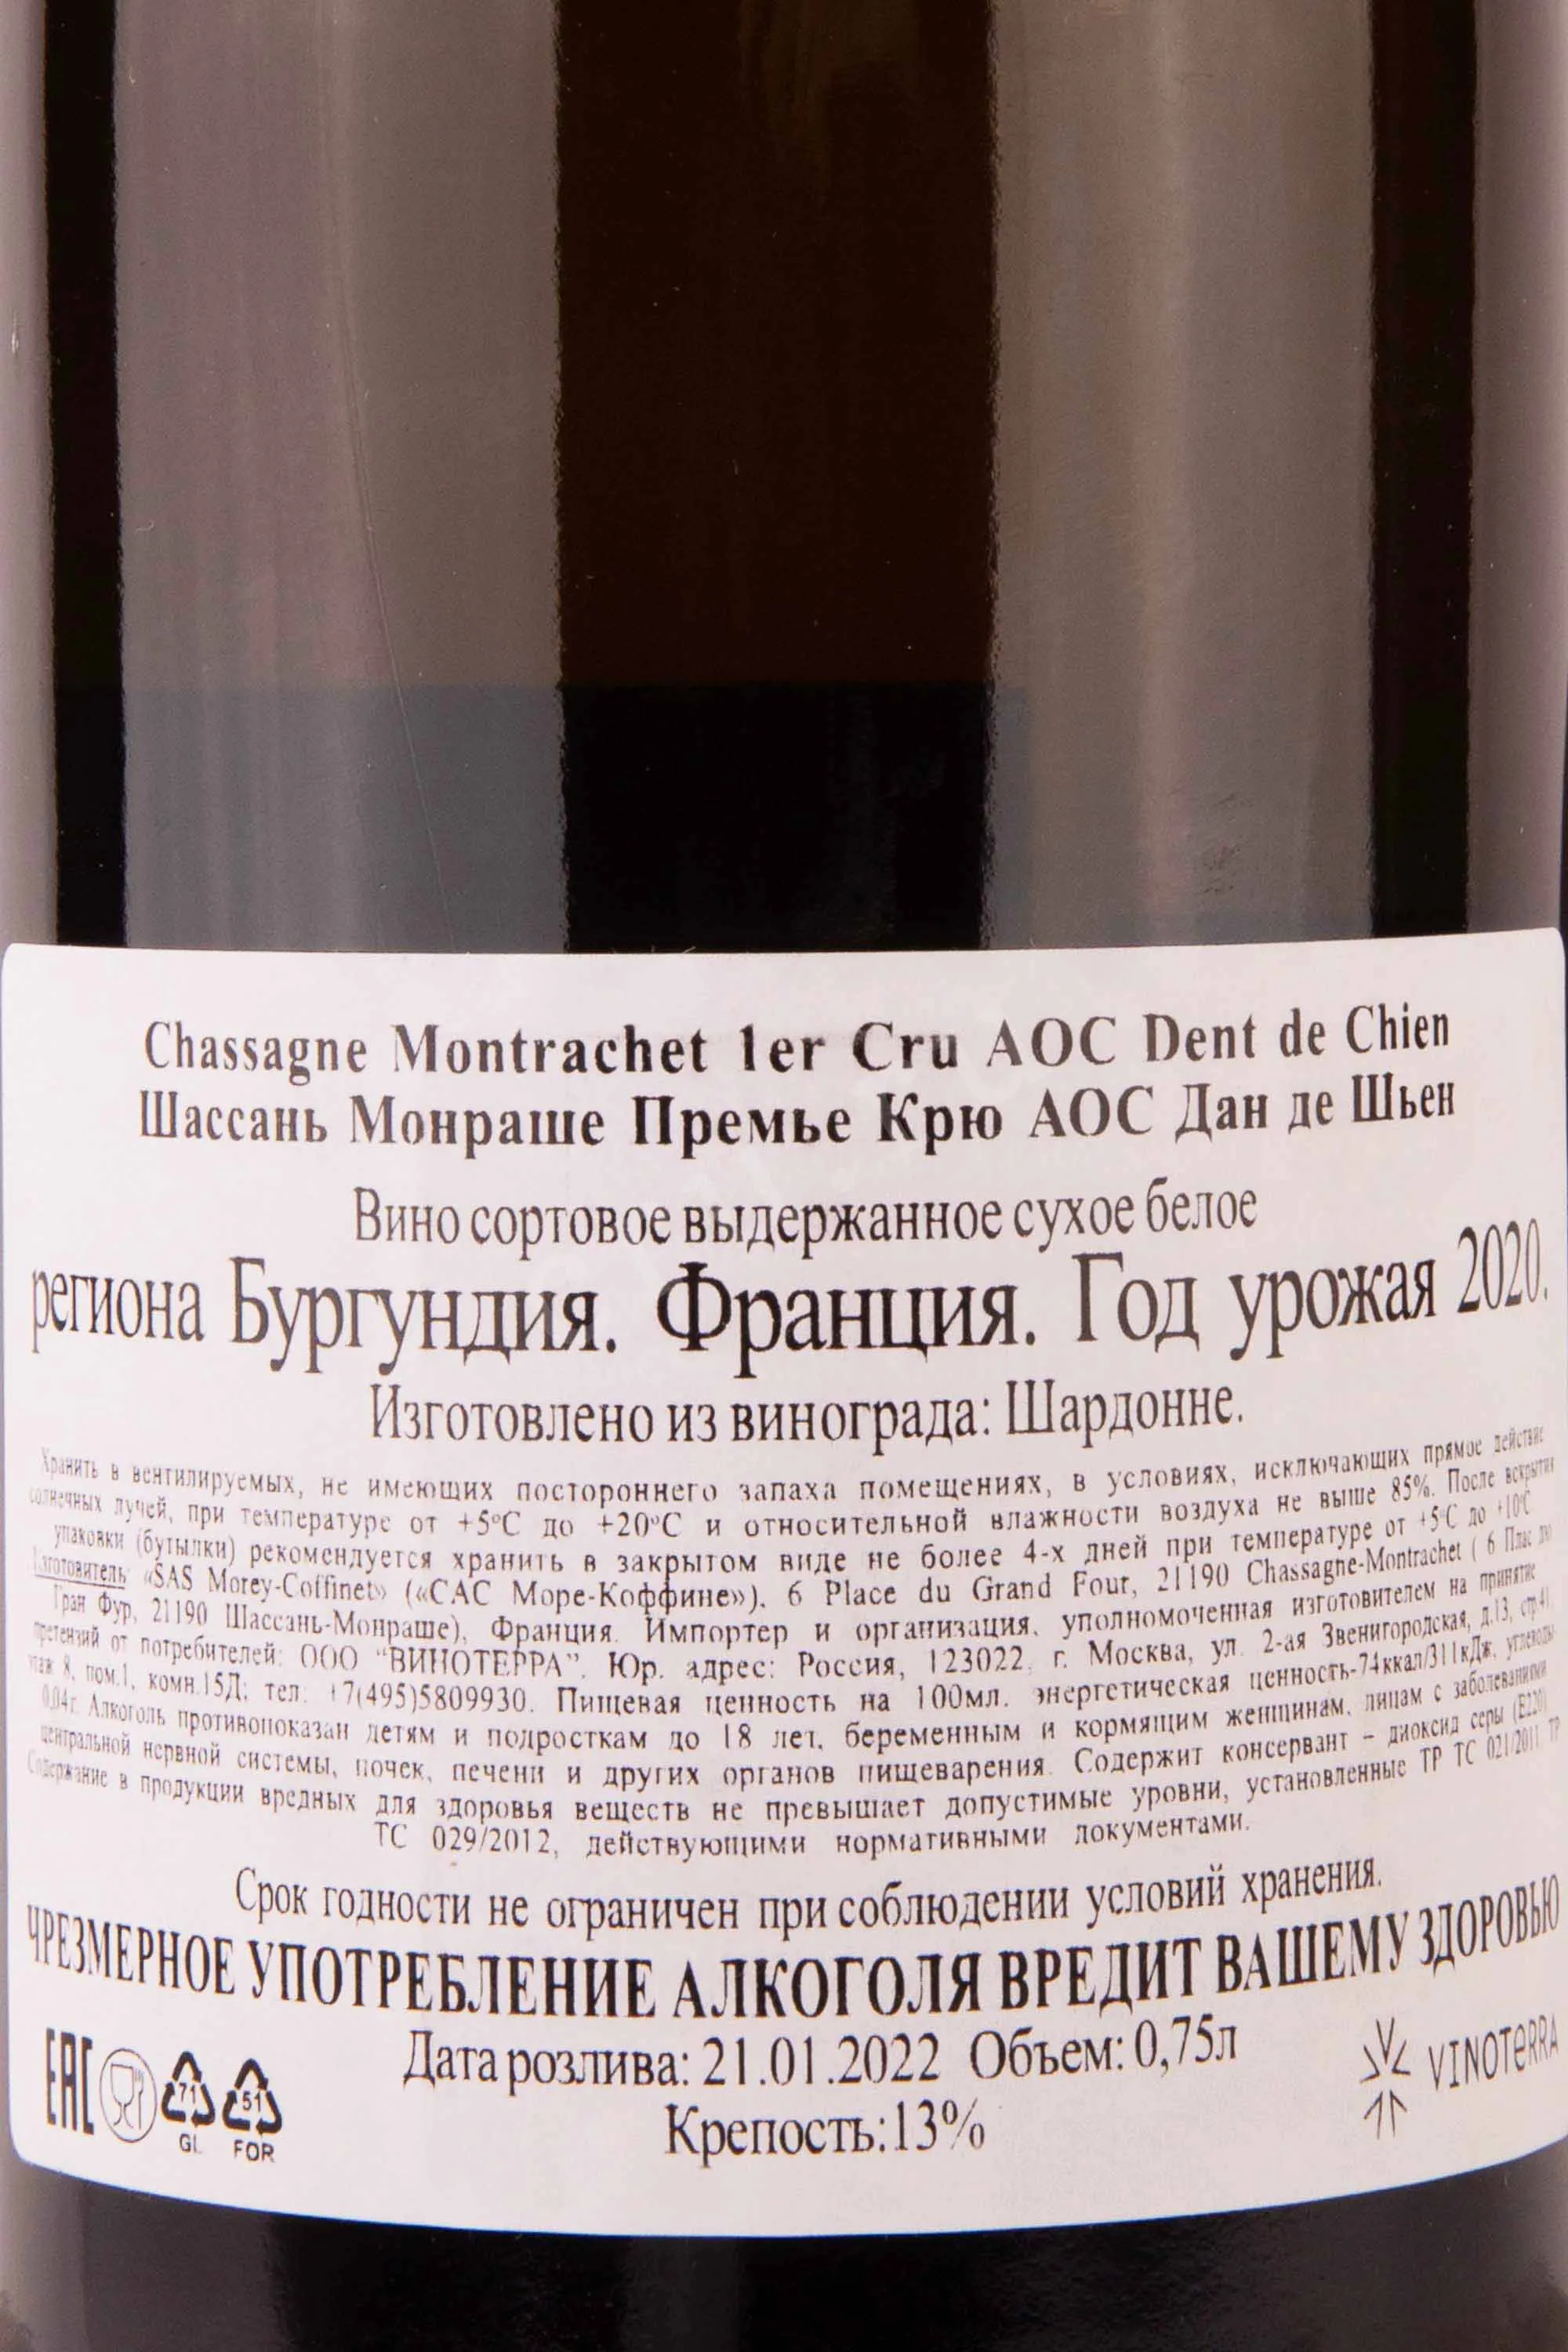 Chassagne Montrachet 1er Cru AOC Dent de Chien
Шассань Монраше Премье Крю АОС Дан де Шьен
Вино сортовое выдержанное сухое белое
региона Бургундия. Франция. Год урожая 2020.
Изготовлено из винограда: Шардонне.
Хранить в вентилируемых, не имеющих постороннего запаха помещениях, в условиях, исключающих прямое действие
солнечных лучей, при температуре от +5°С до +20°С и относительной влажности воздуха не выше 85%. После вскрытия
упаковки (бутылки) рекомендуется хранить в закрытом виде не более 4-х дней при температуре от +5°С до +10°С
Изготовитель «SAS Morey-Coffinet» («САС Море-Коффине»), 6 Place du Grand Four, 21190 Chassagne-Montrachet ( 6 Плас дю
Гран Фур, 21190 Шассань-Монраше), Франция. Импортер и организация, уполномоченная изготовителем на принятие
претензий от потребителей: ООО "ВИНОТЕРРА". Юр. адрес: Россия, 123022, г. Москва, ул. 2-ая Звенигородская, д.13, стр41,
этаж 8, пом.1, комн.15Д; тел: +7(495)5809930. Пищевая ценность на 100мл. энергетическая ценность-74ккал/311кДж, углеводы
0,04г. Алкоголь противопоказан детям и подросткам до 18 лет, беременным и кормящим женщинам, лицам с заболеваниями
центральной нервной системы, почек, печени и других органов пищеварения. Содержит консервант – диоксид серы (Е220)
Содержание в продукции вредных для здоровья веществ не превышает допустимые уровни, установленные ТР ТС 021/2011 ТР
ТС 029/2012, действующими нормативными документами.
Срок годности не ограничен при соблюдении условий хранения.
ЧРЕЗМЕРНОЕ УПОТРЕБЛЕНИЕ АЛКОГОЛЯ ВРЕДИТ ВАШЕМУ ЗДОРОВЬЮ
Дата розлива: 21.01.2022 Объем: 0,75л
Крепость:13%
EAC
71
GL
51
FOR
VINOTeRRA